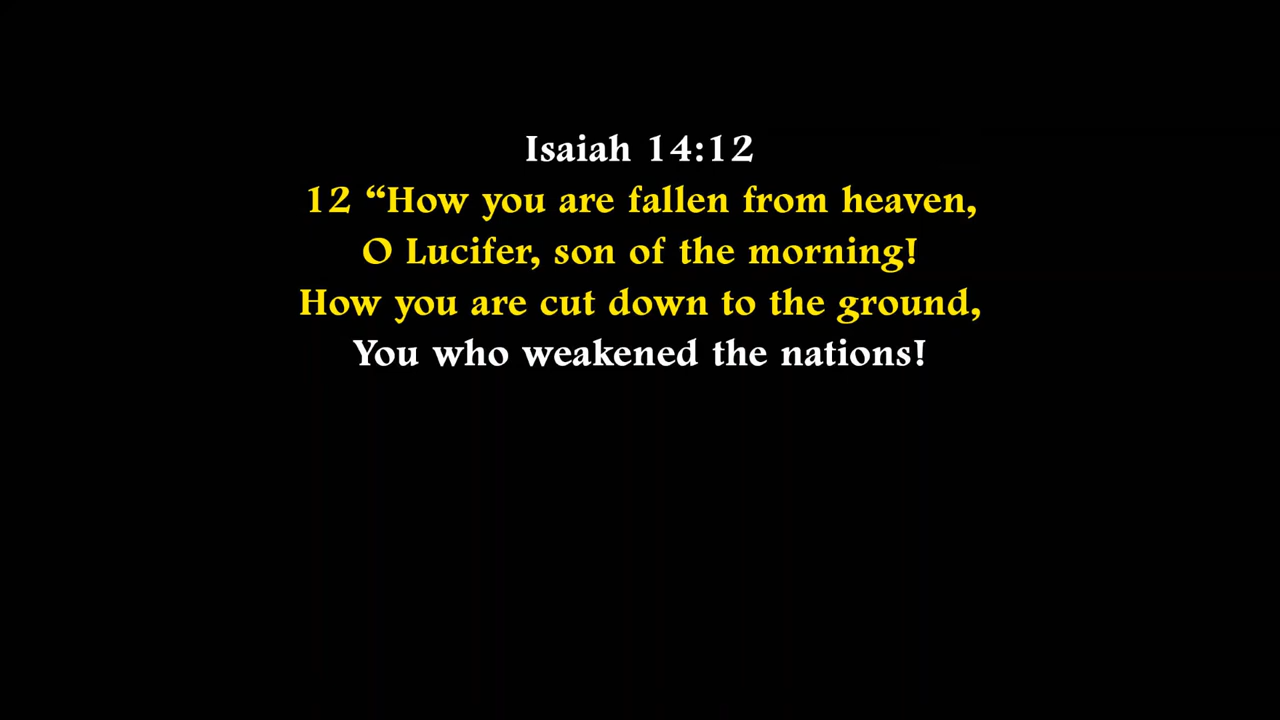 Isaiah 14:12
12 “How you are fallen from heaven,
O Lucifer, son of the morning!
How you are cut down to the ground,
You who weakened the nations!